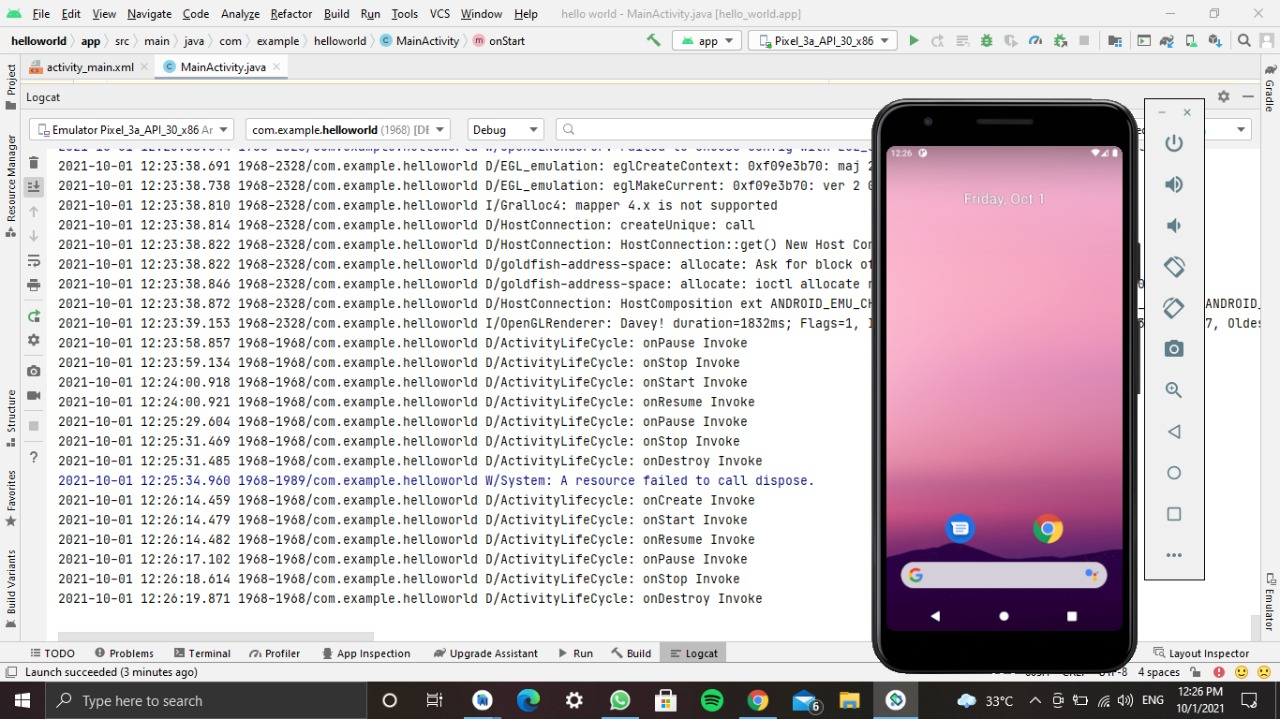 File Edit View Navigate Code Analyze Refactor Build Run Tools VCS Window Help hello world - MainActivity.java [hello_world.app]
helloworld app src main java com example helloworld MainActivity onStart app Pixel_3a_API_30_x86
activity_main.xml MainActivity.java
Logcat
Emulator Pixel_3a_API_30_x86 Ar com.example.helloworld (1968) [DE Debug
2021-10-01 12:23:38.691 1968-2328/com.example.helloworld D/EGL_emulation: eglCreateContext: 0xf09e3b70: maj 2
2021-10-01 12:23:38.738 1968-2328/com.example.helloworld D/EGL_emulation: eglMakeCurrent: 0xf09e3b70: ver 2 0
2021-10-01 12:23:38.810 1968-2328/com.example.helloworld I/Gralloc4: mapper 4.x is not supported
2021-10-01 12:23:38.814 1968-2328/com.example.helloworld D/HostConnection: createUnique: call
2021-10-01 12:23:38.822 1968-2328/com.example.helloworld D/HostConnection: HostConnection::get() New Host Con
2021-10-01 12:23:38.822 1968-2328/com.example.helloworld D/goldfish-address-space: allocate: Ask for block of
2021-10-01 12:23:38.846 1968-2328/com.example.helloworld D/goldfish-address-space: allocate: ioctl allocate
2021-10-01 12:23:38.872 1968-2328/com.example.helloworld D/HostConnection: HostComposition ext ANDROID_EMU_CH ANDROID_
2021-10-01 12:23:39.153 1968-2328/com.example.helloworld I/OpenGLRenderer: Davey! duration=1832ms; Flags=1, I 7, Oldes
2021-10-01 12:23:58.857 1968-1968/com.example.helloworld D/ActivityLifeCycle: onPause Invoke
2021-10-01 12:23:59.134 1968-1968/com.example.helloworld D/ActivityLifeCycle: onStop Invoke
2021-10-01 12:24:00.918 1968-1968/com.example.helloworld D/ActivityLifeCycle: onStart Invoke
2021-10-01 12:24:00.921 1968-1968/com.example.helloworld D/ActivityLifeCycle: onResume Invoke
2021-10-01 12:25:29.604 1968-1968/com.example.helloworld D/ActivityLifeCycle: onPause Invoke
2021-10-01 12:25:31.469 1968-1968/com.example.helloworld D/ActivityLifeCycle: onStop Invoke
2021-10-01 12:25:31.485 1968-1968/com.example.helloworld D/ActivityLifeCycle: onDestroy Invoke
2021-10-01 12:25:34.960 1968-1989/com.example.helloworld W/System: A resource failed to call dispose.
2021-10-01 12:26:14.459 1968-1968/com.example.helloworld D/ActivityLifecycle: onCreate Invoke
2021-10-01 12:26:14.479 1968-1968/com.example.helloworld D/ActivityLifeCycle: onStart Invoke
2021-10-01 12:26:14.482 1968-1968/com.example.helloworld D/ActivityLifeCycle: onResume Invoke
2021-10-01 12:26:17.102 1968-1968/com.example.helloworld D/ActivityLifeCycle: onPause Invoke
2021-10-01 12:26:18.614 1968-1968/com.example.helloworld D/ActivityLifeCycle: onStop Invoke
2021-10-01 12:26:19.871 1968-1968/com.example.helloworld D/ActivityLifeCycle: onDestroy Invoke
12:26
Friday, Oct 1
Project
Resource Manager
Structure
Favorites
Build Variants
Gradle
Emulator
TODO Problems Terminal Profiler App Inspection Upgrade Assistant Run Build Logcat Layout Inspector
Launch succeeded (3 minutes ago) 4 spaces
Type here to search 6 33°C ENG 12:26 PM
10/1/2021